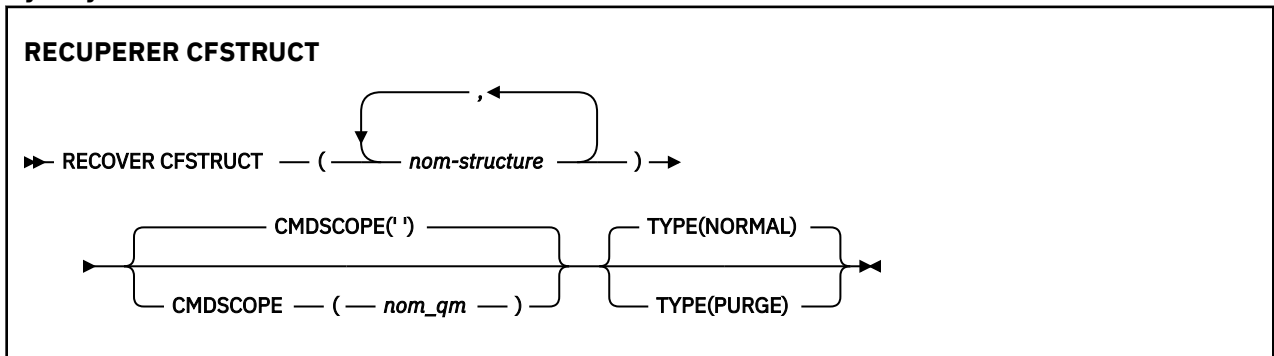 RECUPERER CFSTRUCT
,
RECOVER CFSTRUCT ( nom-structure )
CMDSCOPE(' ') TYPE(NORMAL)
CMDSCOPE ( nom_qm ) TYPE(PURGE)